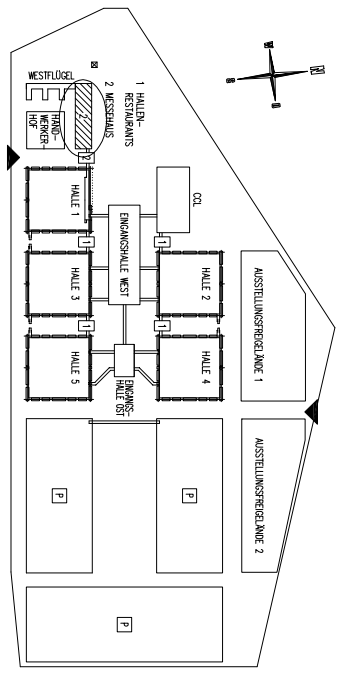 N
W
O
S
WESTFLÜGEL
1 HALLEN-
RESTAURANTS
2 MESSEHAUS
2
HAND-
WERKER-
HOF
2
CCL
HALLE 1
EINGANGSHALLE WEST
1
1
HALLE 2
HALLE 3
1
1
HALLE 4
HALLE 5
EINGANGS-
HALLE OST
AUSSTELLUNGSFREIGELÄNDE 1
AUSSTELLUNGSFREIGELÄNDE 2
P
P
P